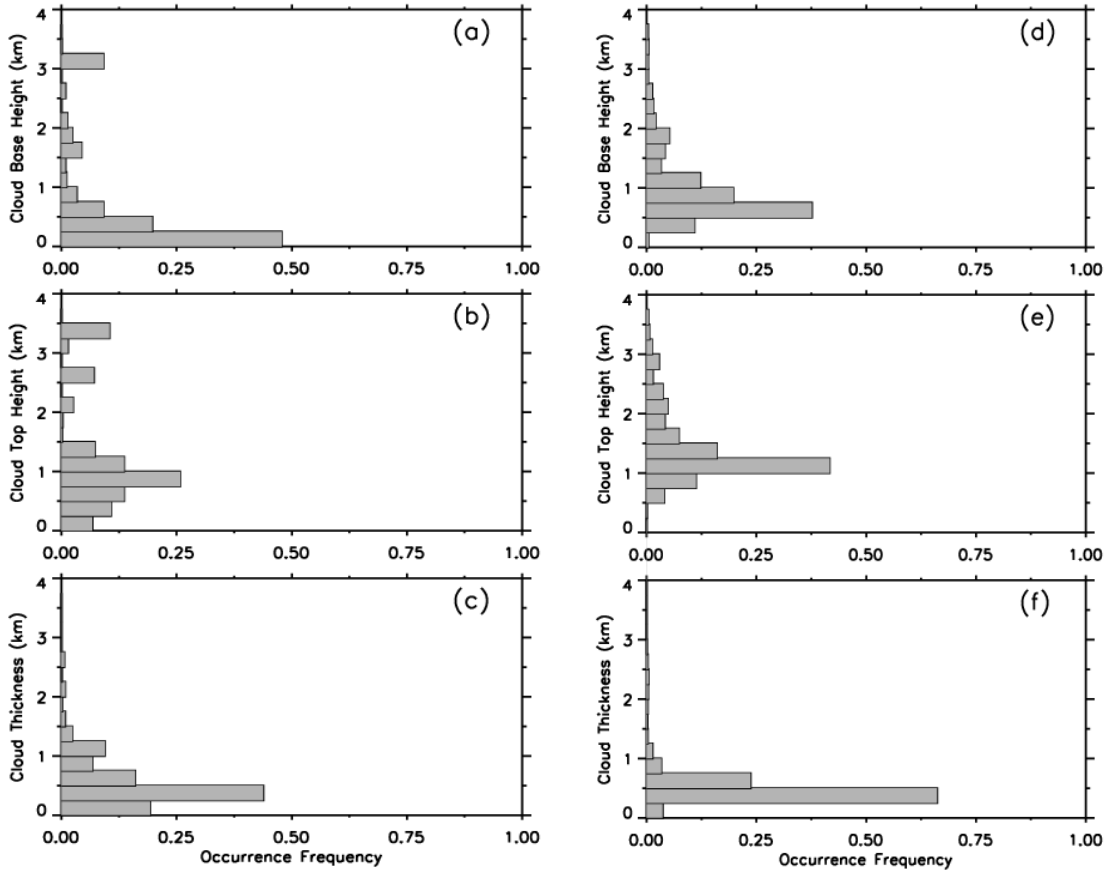 (a)
Cloud Base Height (km)
4
3
2
1
0
0.00 0.25 0.50 0.75 1.00
(b)
Cloud Top Height (km)
4
3
2
1
0
0.00 0.25 0.50 0.75 1.00
(c)
Cloud Thickness (km)
4
3
2
1
0
0.00 0.25 0.50 0.75 1.00
Occurrence Frequency
(d)
Cloud Base Height (km)
4
3
2
1
0
0.00 0.25 0.50 0.75 1.00
(e)
Cloud Top Height (km)
4
3
2
1
0
0.00 0.25 0.50 0.75 1.00
(f)
Cloud Thickness (km)
4
3
2
1
0
0.00 0.25 0.50 0.75 1.00
Occurrence Frequency